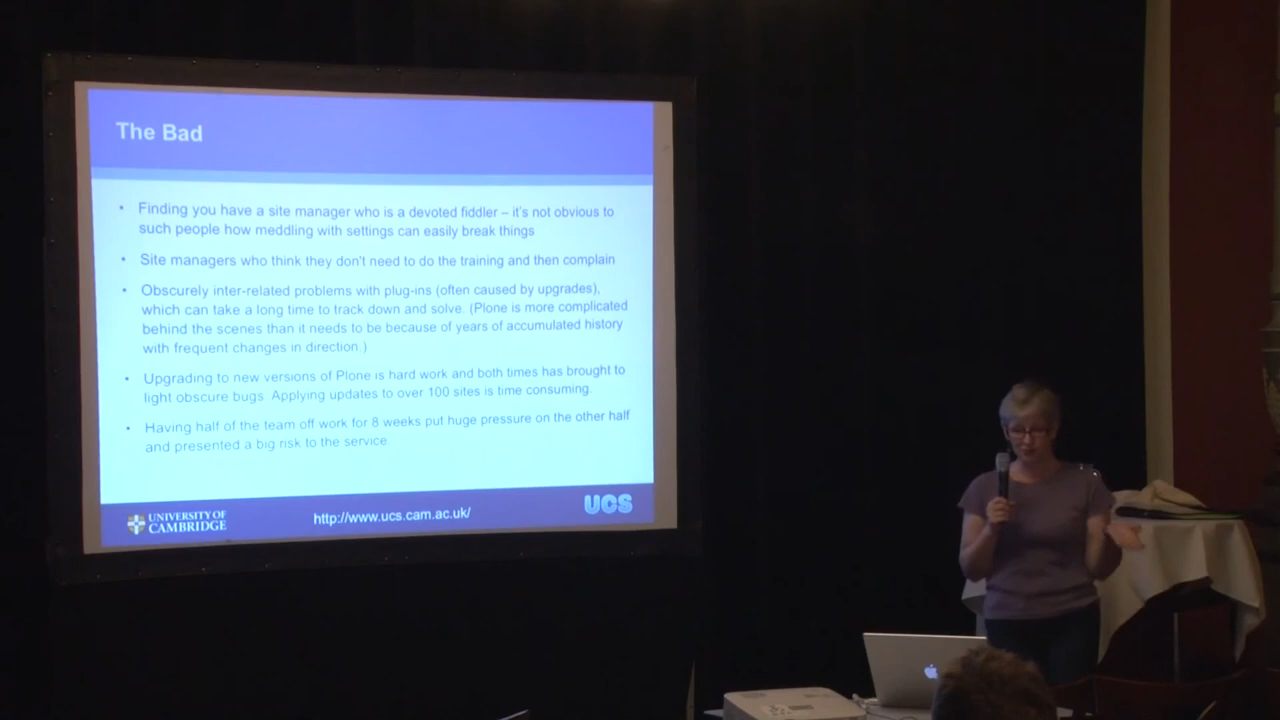 The Bad
• Finding you have a site manager who is a devoted fiddler – it's not obvious to
such people how meddling with settings can easily break things
• Site managers who think they don't need to do the training and then complain
• Obscurely inter-related problems with plug-ins (often caused by upgrades),
which can take a long time to track down and solve. (Plone is more complicated
behind the scenes than it needs to be because of years of accumulated history
with frequent changes in direction.)
• Upgrading to new versions of Plone is hard work and both times has brought to
light obscure bugs. Applying updates to over 100 sites is time consuming.
• Having half of the team off work for 8 weeks put huge pressure on the other half
and presented a big risk to the service.
UNIVERSITY OF
CAMBRIDGE
http://www.ucs.cam.ac.uk/
UCS